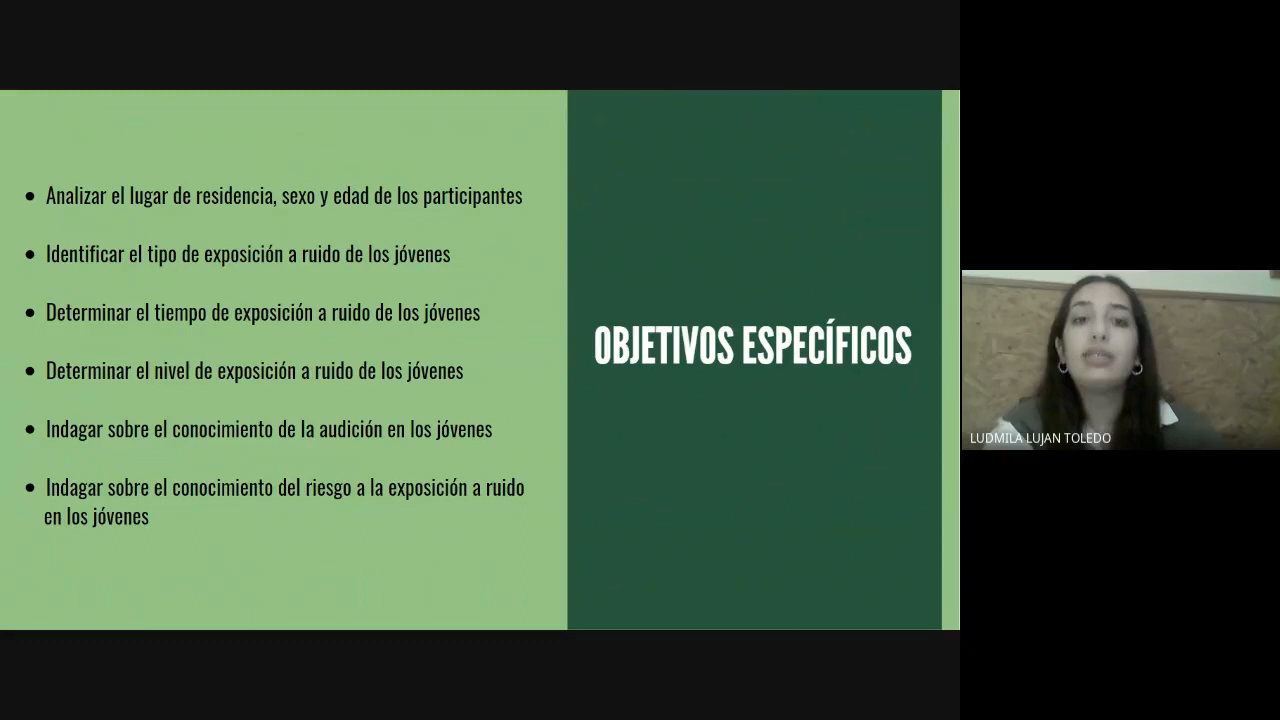 • Analizar el lugar de residencia, sexo y edad de los participantes
• Identificar el tipo de exposición a ruido de los jóvenes
• Determinar el tiempo de exposición a ruido de los jóvenes
• Determinar el nivel de exposición a ruido de los jóvenes
• Indagar sobre el conocimiento de la audición en los jóvenes
• Indagar sobre el conocimiento del riesgo a la exposición a ruido
en los jóvenes
OBJETIVOS ESPECÍFICOS
LUDMILA LUJAN TOLEDO